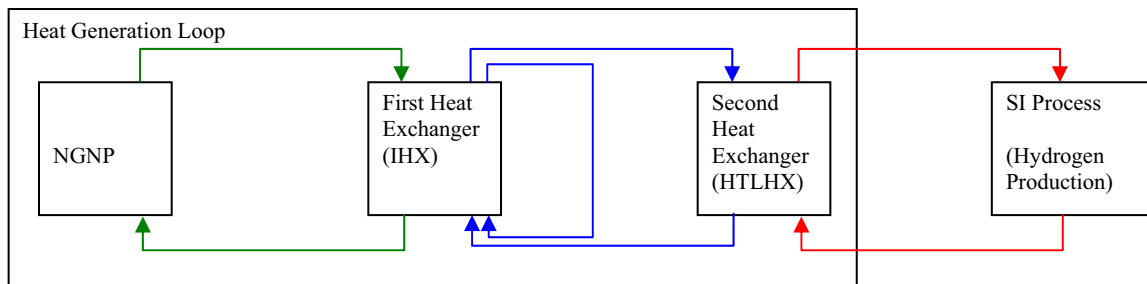 Heat Generation Loop
NGNP
First Heat
Exchanger
(IHX)
Second
Heat
Exchanger
(HTLHX)
SI Process
(Hydrogen
Production)